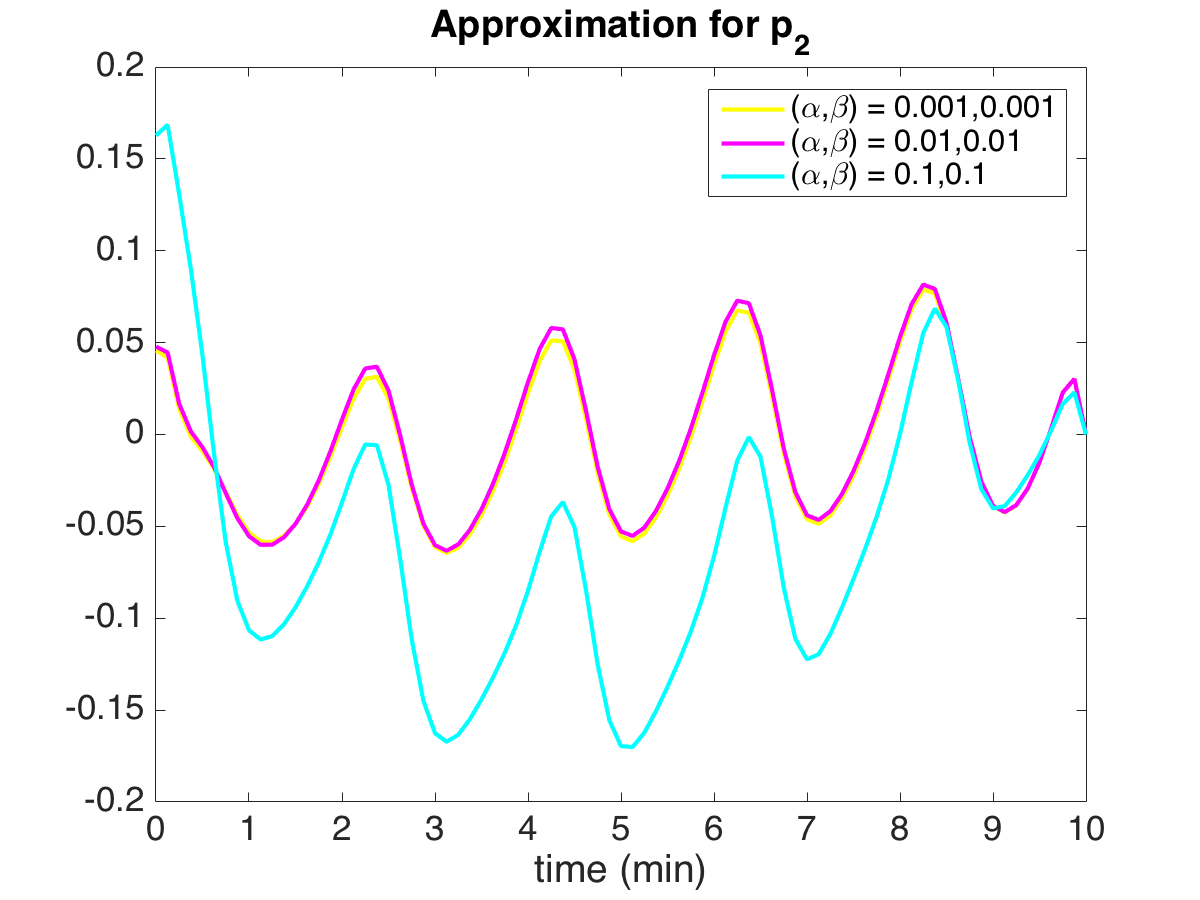 Approximation for p₂
0.2
0.15
0.1
0.05
0
-0.05
-0.1
-0.15
-0.2
(α,β) = 0.001,0.001
(α,β) = 0.01,0.01
(α,β) = 0.1,0.1
0 1 2 3 4 5 6 7 8 9 10
time (min)